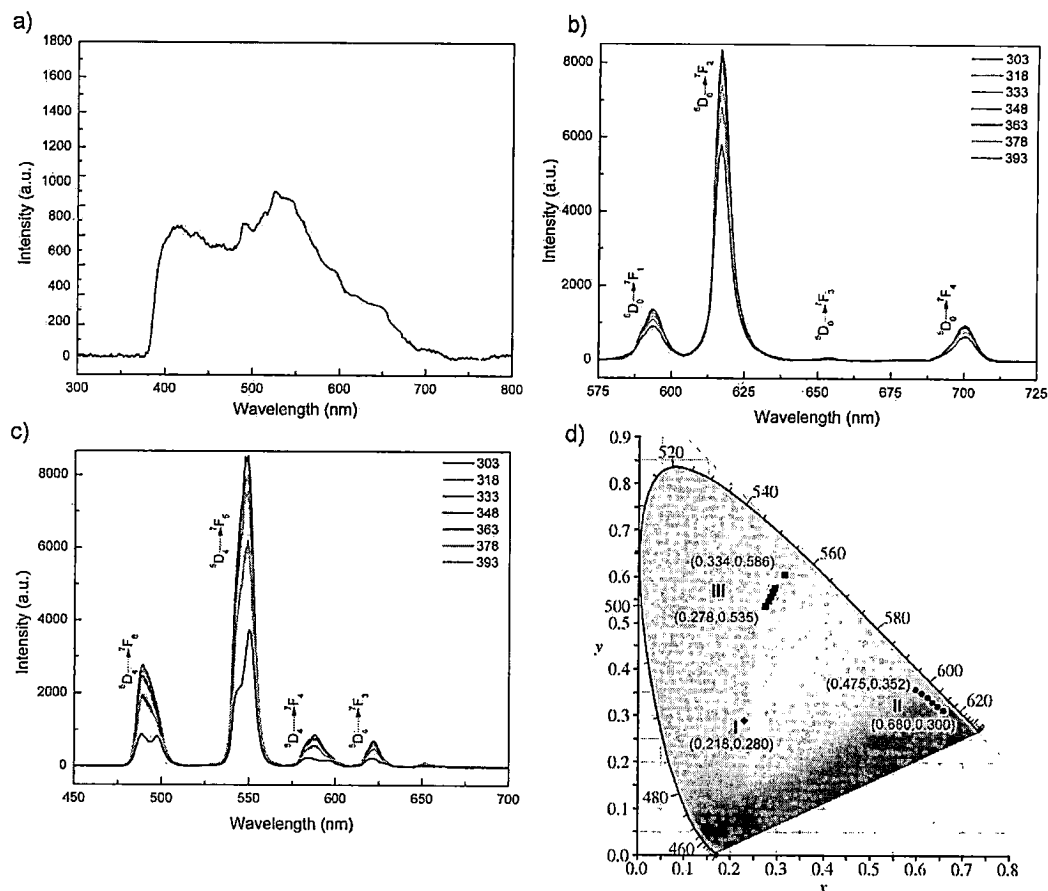 a)
1800
1600
1400
1200
1000
800
600
400
200
0
Intensity (a.u.)
300 400 500 600 700 800
Wavelength (nm)
b)
8000
6000
4000
2000
0
Intensity (a.u.)
⁵D₀ ⁷F₁
⁵D₀ ⁷F₂
⁵D₀ ⁷F₃
⁵D₀ ⁷F₄
303
318
333
348
363
378
393
575 600 625 650 675 700 725
Wavelength (nm)
c)
8000
6000
4000
2000
0
Intensity (a.u.)
⁵D₄ ⁷F₆
⁵D₄ ⁷F₅
⁵D₄ ⁷F₄
⁵D₄ ⁷F₃
303
318
333
348
363
378
393
450 500 550 600 650 700
Wavelength (nm)
d)
0.9
0.8
0.7
0.6
500
0.5
0.4
y
0.3
0.2
0.1
0.0
520
540
560
580
600
620
480
460
(0.334,0.586)
III
(0.278,0.535)
(0.475,0.352)
II
(0.680,0.300)
I
(0.218,0.280)
0.0 0.1 0.2 0.3 0.4 0.5 0.6 0.7 0.8
x